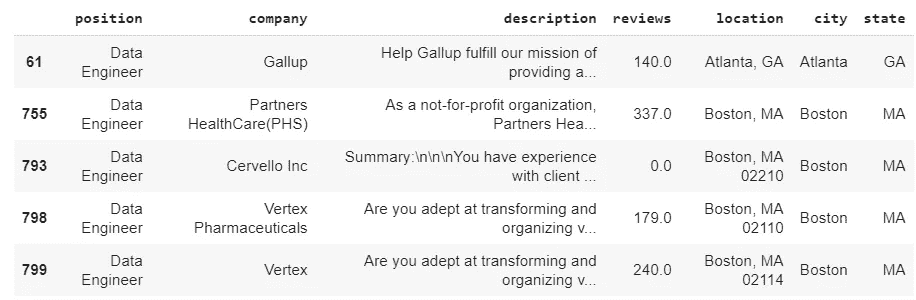 position company description reviews location city state
61 Data Engineer Gallup Help Gallup fulfill our mission of providing a... 140.0 Atlanta, GA Atlanta GA
755 Data Engineer Partners HealthCare(PHS) As a not-for-profit organization, Partners Hea... 337.0 Boston, MA Boston MA
793 Data Engineer Cervello Inc Summary:\n\n\nYou have experience with client ... 0.0 Boston, MA 02210 Boston MA
798 Data Engineer Vertex Pharmaceuticals Are you adept at transforming and organizing v... 179.0 Boston, MA 02110 Boston MA
799 Data Engineer Vertex Are you adept at transforming and organizing v... 240.0 Boston, MA 02114 Boston MA